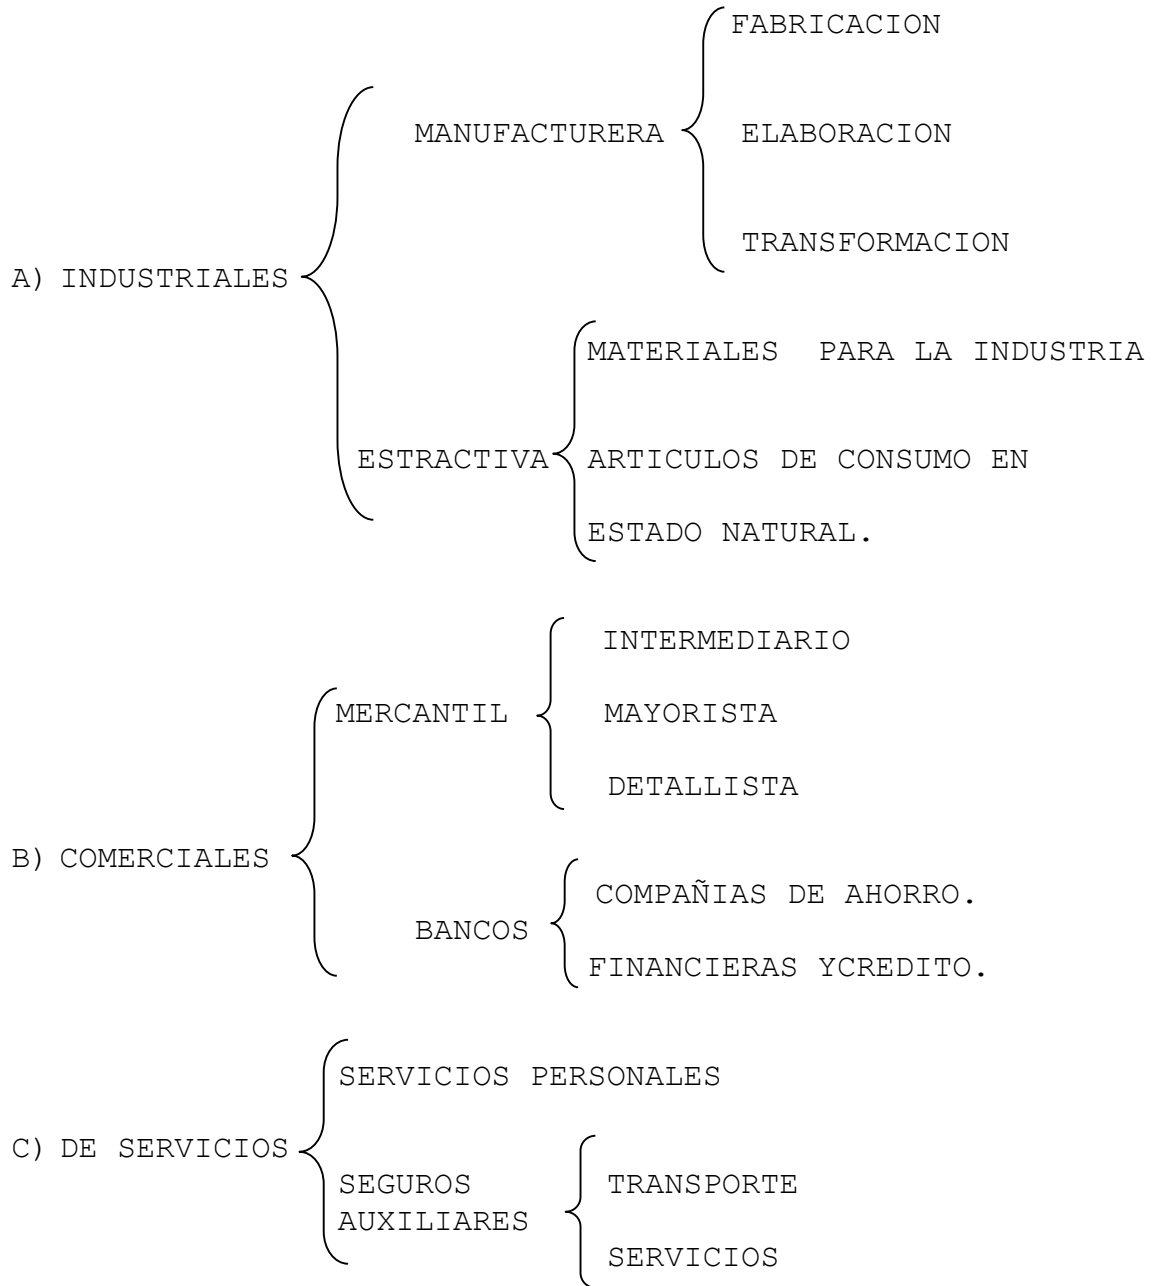 FABRICACION
MANUFACTURERA ELABORACION
TRANSFORMACION
A) INDUSTRIALES
MATERIALES PARA LA INDUSTRIA
ESTRACTIVA ARTICULOS DE CONSUMO EN
ESTADO NATURAL.
INTERMEDIARIO
MERCANTIL MAYORISTA
DETALLISTA
B) COMERCIALES
COMPAÑIAS DE AHORRO.
BANCOS
FINANCIERAS YCREDITO.
SERVICIOS PERSONALES
C) DE SERVICIOS
SEGUROS TRANSPORTE
AUXILIARES
SERVICIOS